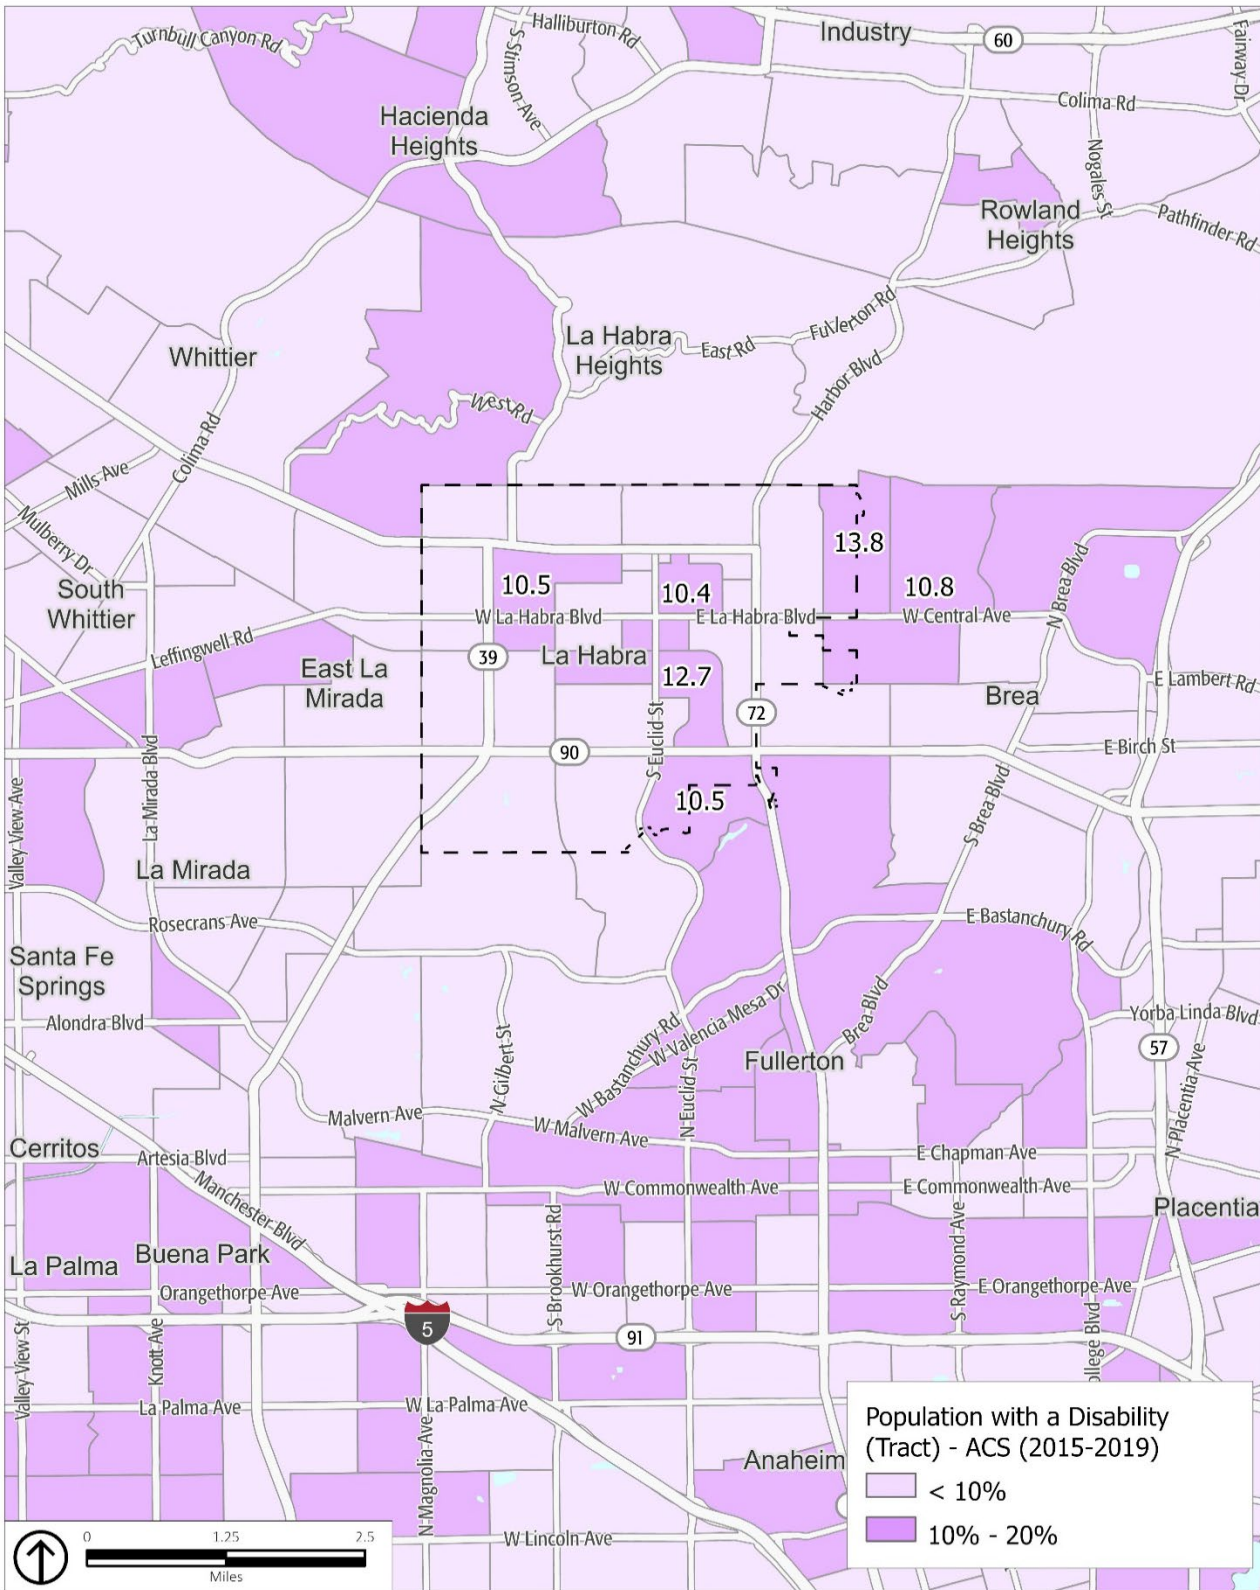 Turnbull Canyon Rd
Halliburton Rd
S Stimson Ave
Industry
60
Fairway Dr
Colima Rd
Hacienda
Heights
Nogales St
Rowland
Heights
Pathfinder Rd
Fullerton Rd
Whittier
La Habra
Heights
East Rd
Harbor Blvd
West Rd
Colima Rd
Mills Ave
Mulberry Dr
13.8
N Brea Blvd
South
Whittier
10.5
10.4
10.8
W La Habra Blvd
E La Habra Blvd
W Central Ave
Leffingwell Rd
39
La Habra
East La
Mirada
12.7
E Lambert Rd
Brea
72
S Euclid St
90
E Birch St
Valley View Ave
La Mirada Blvd
10.5
S Brea Blvd
La Mirada
Rosecrans Ave
E Bastanchury Rd
Santa Fe
Springs
Alondra Blvd
W Valencia Mesa Dr
W Bastanchury Rd
Brea Blvd
Yorba Linda Blvd
57
N Gilbert St
Fullerton
N Euclid St
N Placentia Ave
Malvern Ave
W Malvern Ave
Cerritos
Artesia Blvd
E Chapman Ave
Manchester Blvd
W Commonwealth Ave
E Commonwealth Ave
Placentia
S Brookhurst Rd
S Raymond Ave
La Palma
Buena Park
Orangethorpe Ave
W Orangethorpe Ave
E Orangethorpe Ave
5
91
Valley View St
Knott Ave
ollege Blvd
La Palma Ave
W La Palma Ave
N Magnolia Ave
Anaheim
W Lincoln Ave
Population with a Disability
(Tract) - ACS (2015-2019)
< 10%
10% - 20%
0 1.25 2.5
Miles